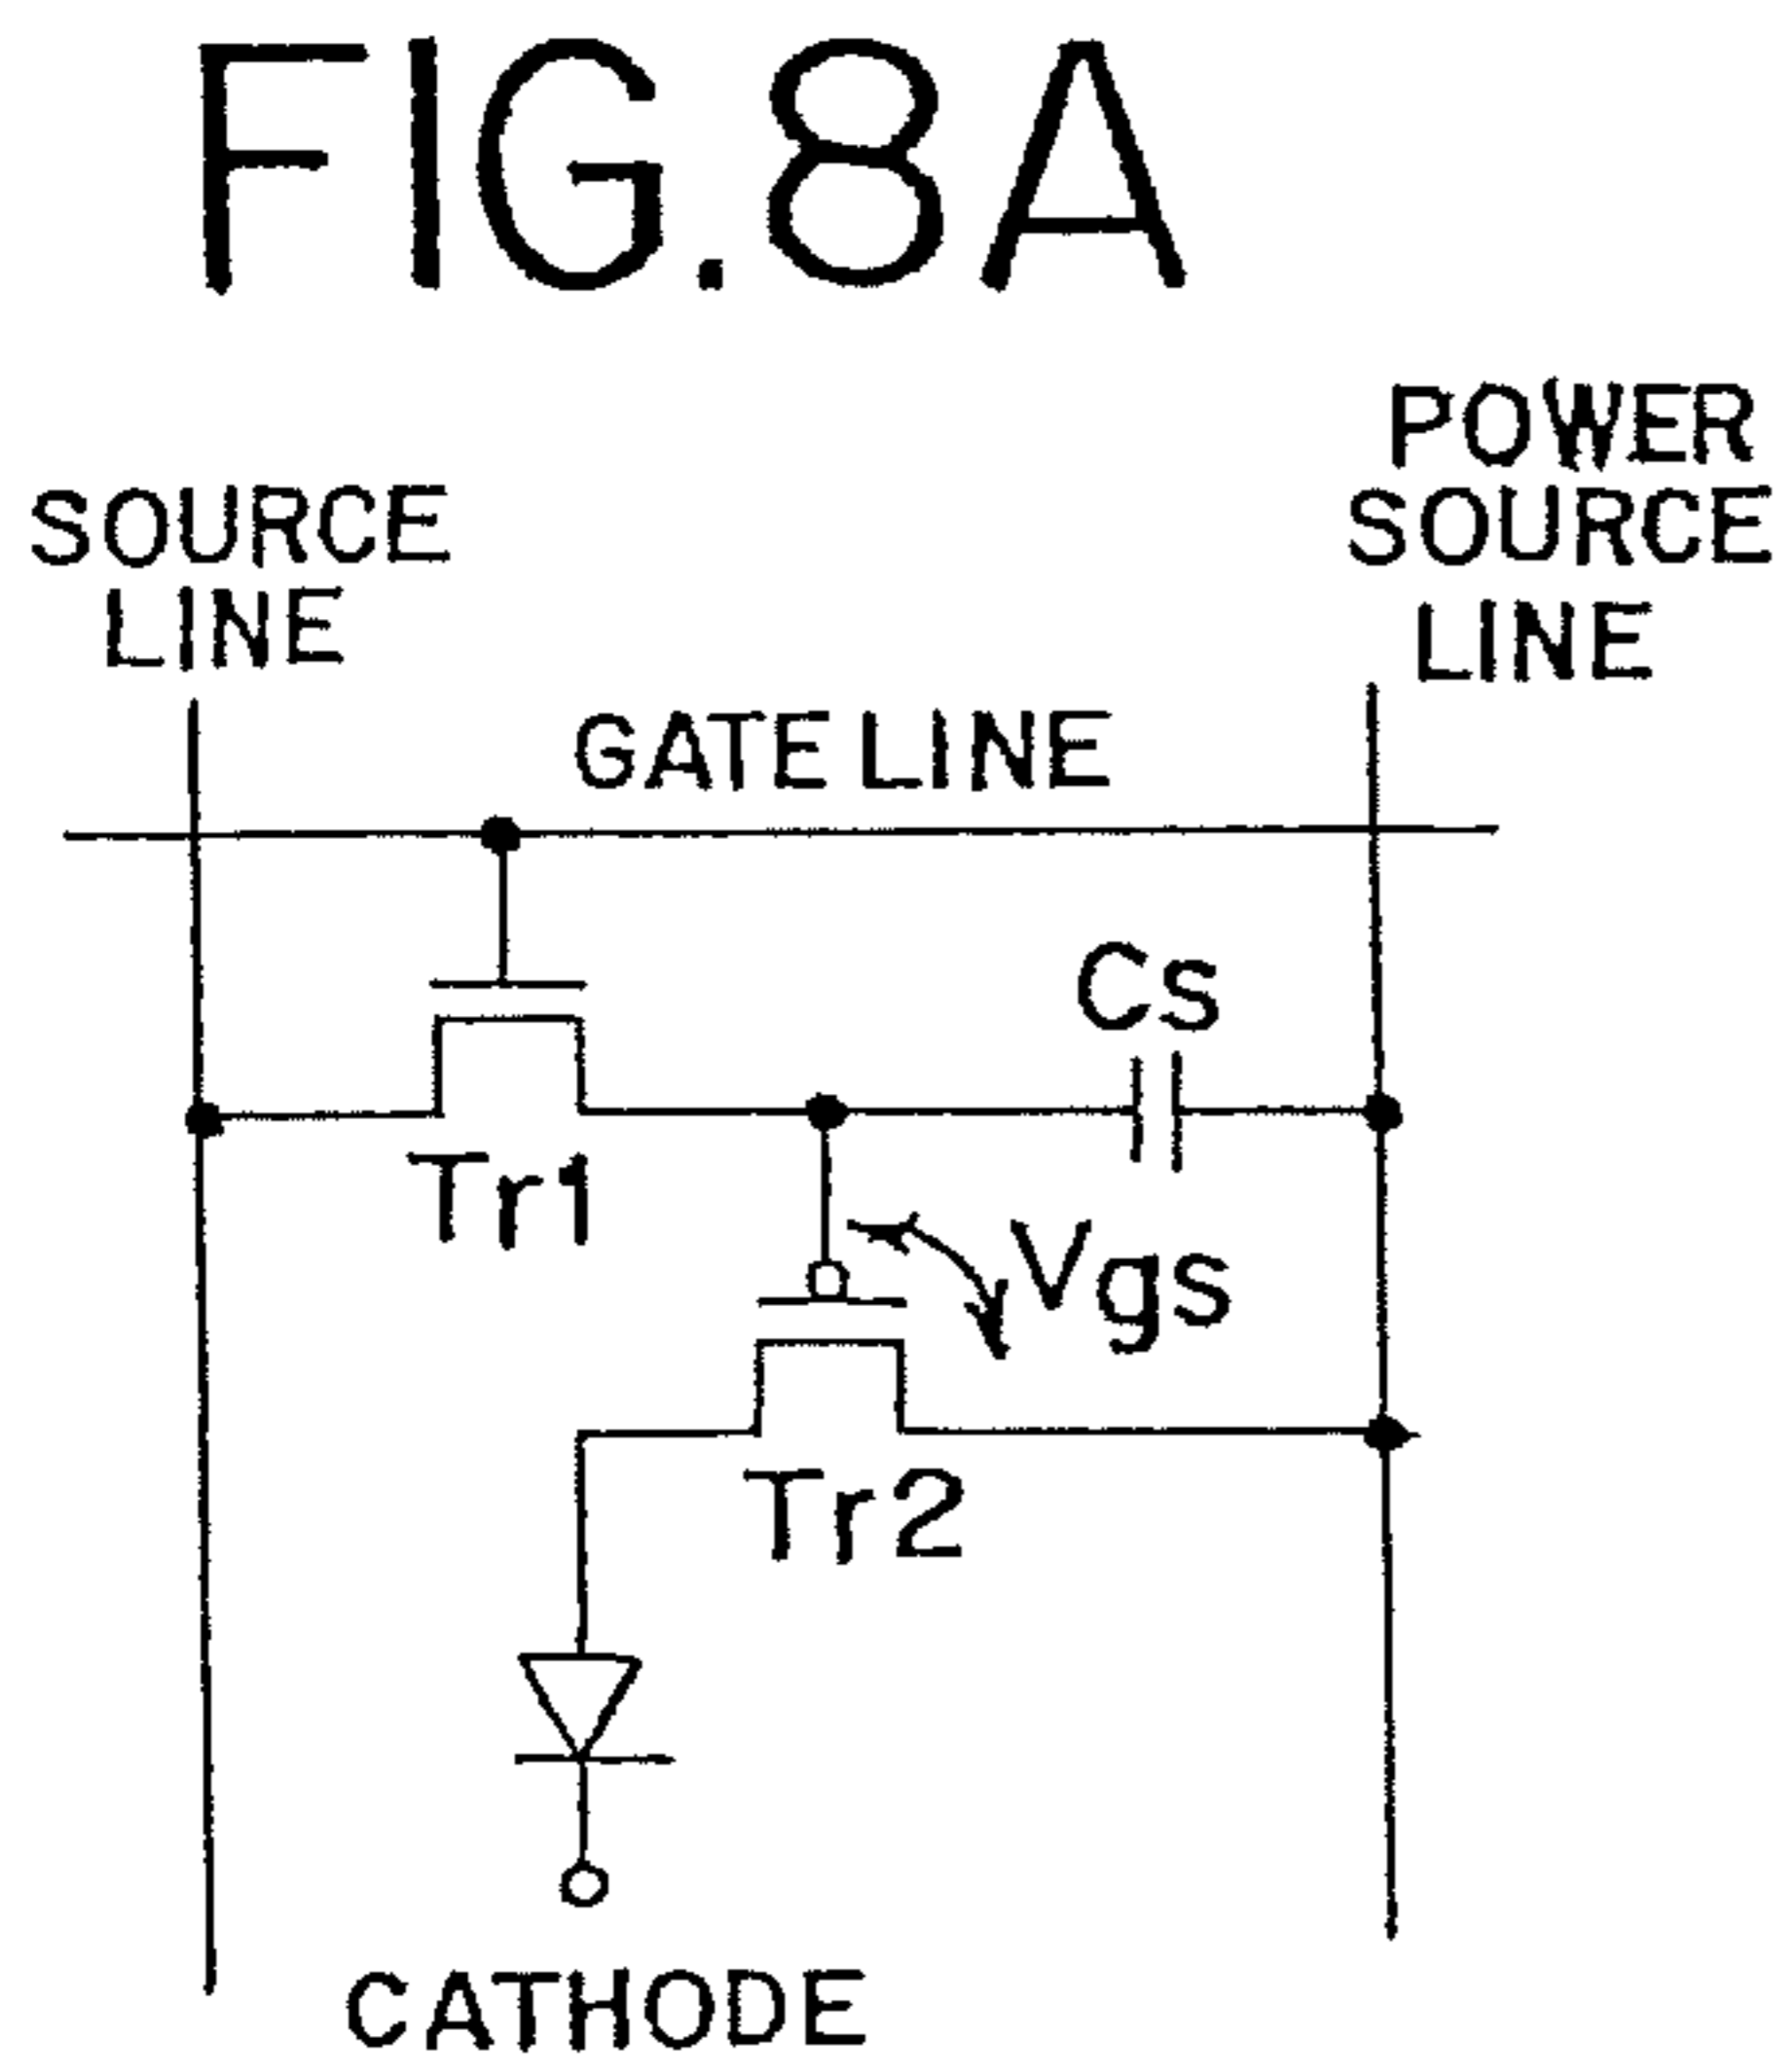 FIG.8A
SOURCE
LINE
POWER
SOURCE
LINE
GATE LINE
Cs
Tr1
Vgs
Tr2
CATHODE